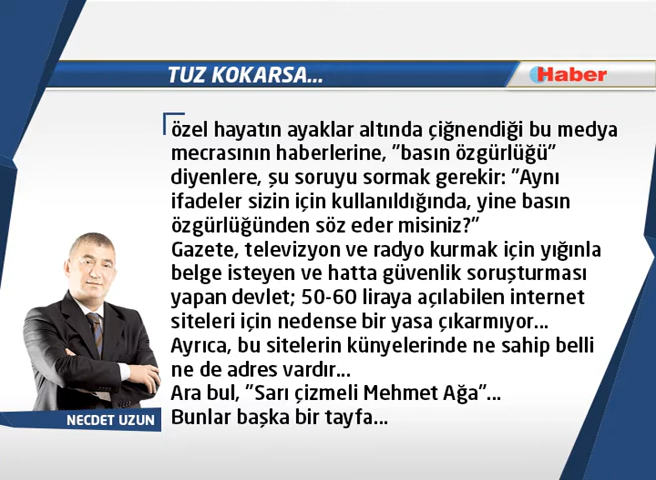 TUZ KOKARSA...
Haber
özel hayatın ayaklar altında çiğnendiği bu medya
mecrasının haberlerine, "basın özgürlüğü"
diyenlere, şu soruyu sormak gerekir: "Aynı
ifadeler sizin için kullanıldığında, yine basın
özgürlüğünden söz eder misiniz?"
Gazete, televizyon ve radyo kurmak için yığınla
belge isteyen ve hatta güvenlik soruşturması
yapan devlet; 50-60 liraya açılabilen internet
siteleri için nedense bir yasa çıkarmıyor...
Ayrıca, bu sitelerin künyelerinde ne sahip belli
ne de adres vardır...
Ara bul, "Sarı çizmeli Mehmet Ağa"...
Bunlar başka bir tayfa...
NECDET UZUN